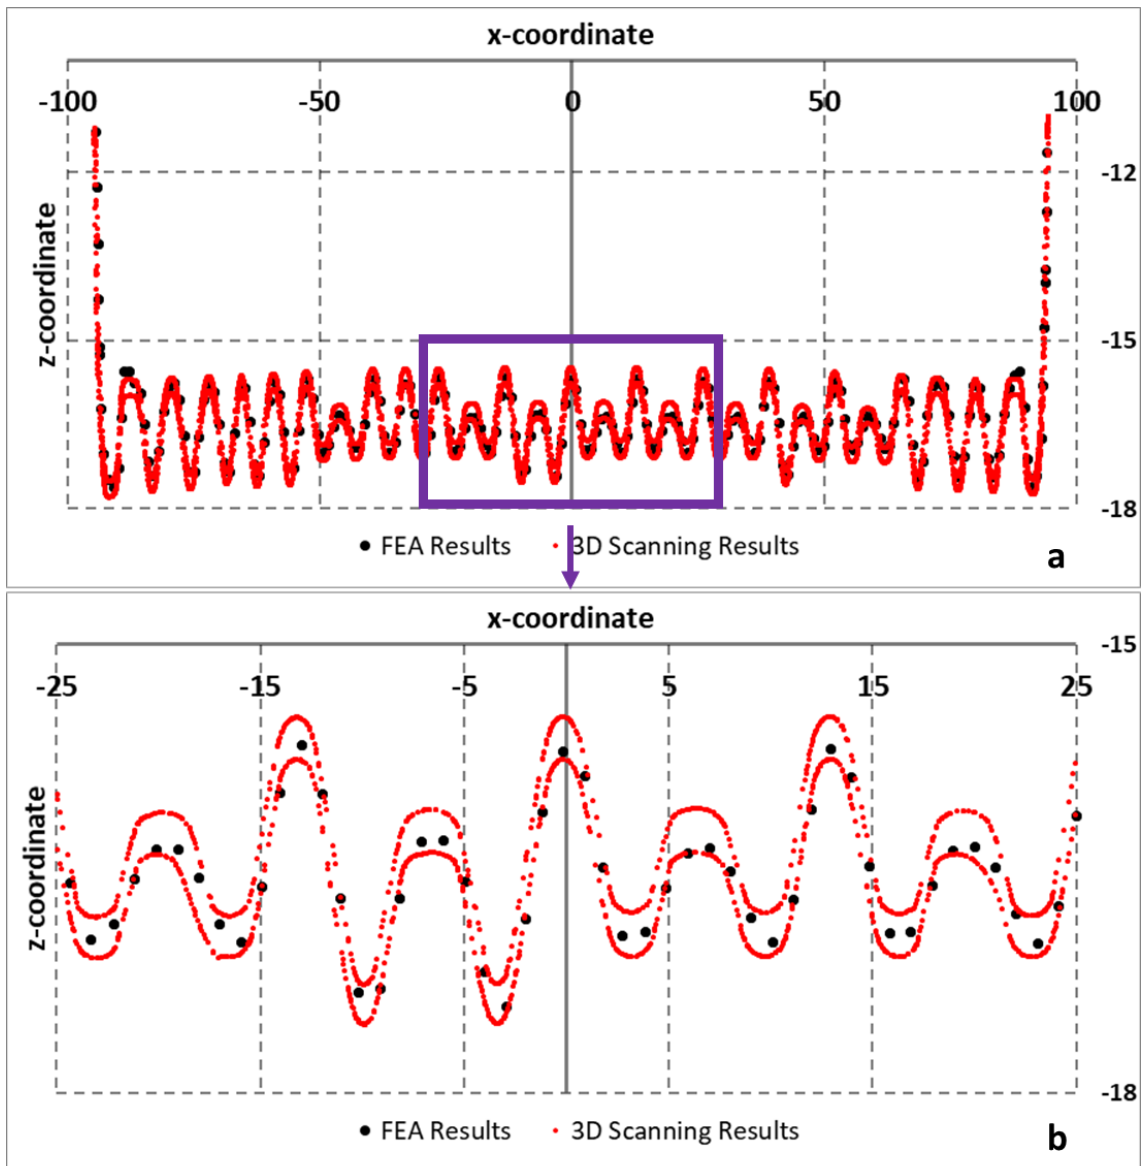 x-coordinate
-100 -50 0 50 100
-12
z-coordinate
-15
-18
FEA Results 3D Scanning Results
a
x-coordinate
-15
-25 -15 -5 5 15 25
z-coordinate
-18
FEA Results 3D Scanning Results
b